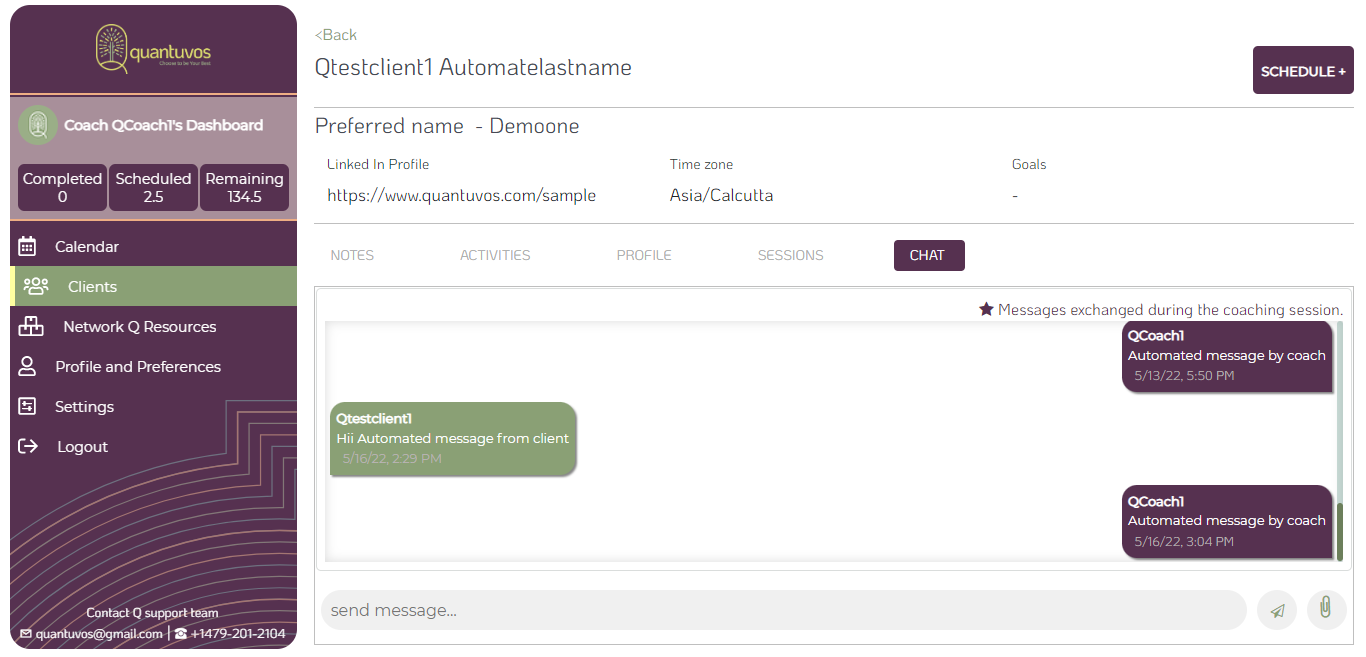 quantuvos
Choose to be Your Best
Coach QCoach1's Dashboard
Completed
0
Scheduled
2.5
Remaining
134.5
Calendar
Clients
Network Q Resources
Profile and Preferences
Settings
Logout
Contact Q support team
quantuvos@gmail.com | +1479-201-2104
<Back
Qtestclient1 Automatelastname
SCHEDULE +
Preferred name - Demoone
Linked In Profile
Time zone
Goals
https://www.quantuvos.com/sample
Asia/Calcutta
-
NOTES
ACTIVITIES
PROFILE
SESSIONS
CHAT
Messages exchanged during the coaching session.
QCoach1
Automated message by coach
5/13/22, 5:50 PM
Qtestclient1
Hii Automated message from client
5/16/22, 2:29 PM
QCoach1
Automated message by coach
5/16/22, 3:04 PM
send message...